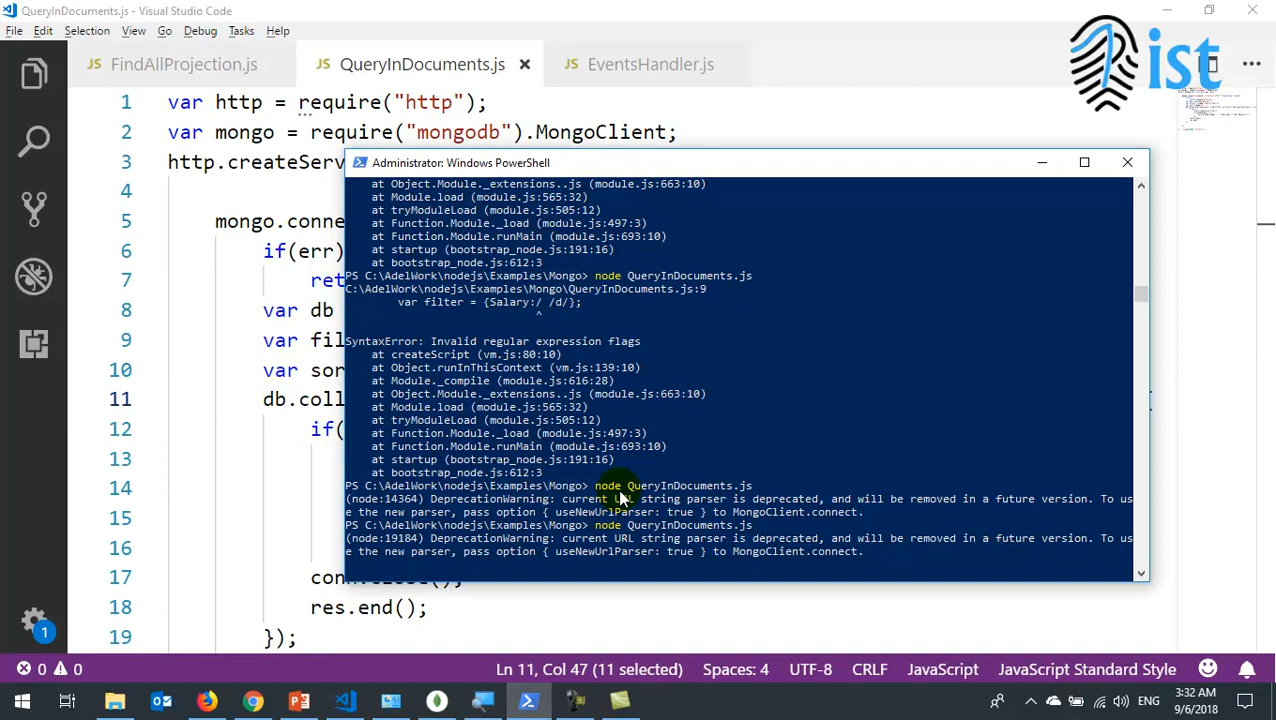 QueryInDocuments.js - Visual Studio Code
File Edit Selection View Go Debug Tasks Help
ist
JS FindAllProjection.js JS QueryInDocuments.js JS EventsHandler.js
1 var http = require("http");
2 var mongo = require("mongodb").MongoClient;
3 http.createServ
4
5 mongo.conne
6 if(err)
7 ret
8 var db
9 var fil
10 var sor
11 db.coll
12 if(
13
14
15
16
17 conn.close();
18 res.end();
19 });
Administrator: Windows PowerShell
at Object.Module._extensions..js (module.js:663:10)
at Module.load (module.js:565:32)
at tryModuleLoad (module.js:505:12)
at Function.Module._load (module.js:497:3)
at Function.Module.runMain (module.js:693:10)
at startup (bootstrap_node.js:191:16)
at bootstrap_node.js:612:3
PS C:\AdelWork\nodejs\Examples\Mongo> node QueryInDocuments.js
C:\AdelWork\nodejs\Examples\Mongo\QueryInDocuments.js:9
var filter = {Salary:/ /d/};
^
SyntaxError: Invalid regular expression flags
at createScript (vm.js:80:10)
at Object.runInThisContext (vm.js:139:10)
at Module._compile (module.js:616:28)
at Object.Module._extensions..js (module.js:663:10)
at Module.load (module.js:565:32)
at tryModuleLoad (module.js:505:12)
at Function.Module._load (module.js:497:3)
at Function.Module.runMain (module.js:693:10)
at startup (bootstrap_node.js:191:16)
at bootstrap_node.js:612:3
PS C:\AdelWork\nodejs\Examples\Mongo> node QueryInDocuments.js
(node:14364) DeprecationWarning: current URL string parser is deprecated, and will be removed in a future version. To us
e the new parser, pass option { useNewUrlParser: true } to MongoClient.connect.
PS C:\AdelWork\nodejs\Examples\Mongo> node QueryInDocuments.js
(node:19184) DeprecationWarning: current URL string parser is deprecated, and will be removed in a future version. To us
e the new parser, pass option { useNewUrlParser: true } to MongoClient.connect.
1
0 0 Ln 11, Col 47 (11 selected) Spaces: 4 UTF-8 CRLF JavaScript JavaScript Standard Style
ENG
3:32 AM
9/6/2018